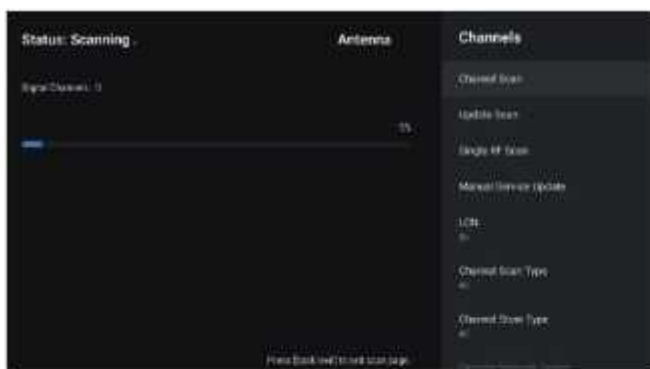 Status: Scanning..
Antenna
Channels
Channel Scan
Update Scan
Single RF Scan
Manual Service Update
LCN
Channel Scan Type
Channel Store Type
Press [back/exit] to exit scan page.